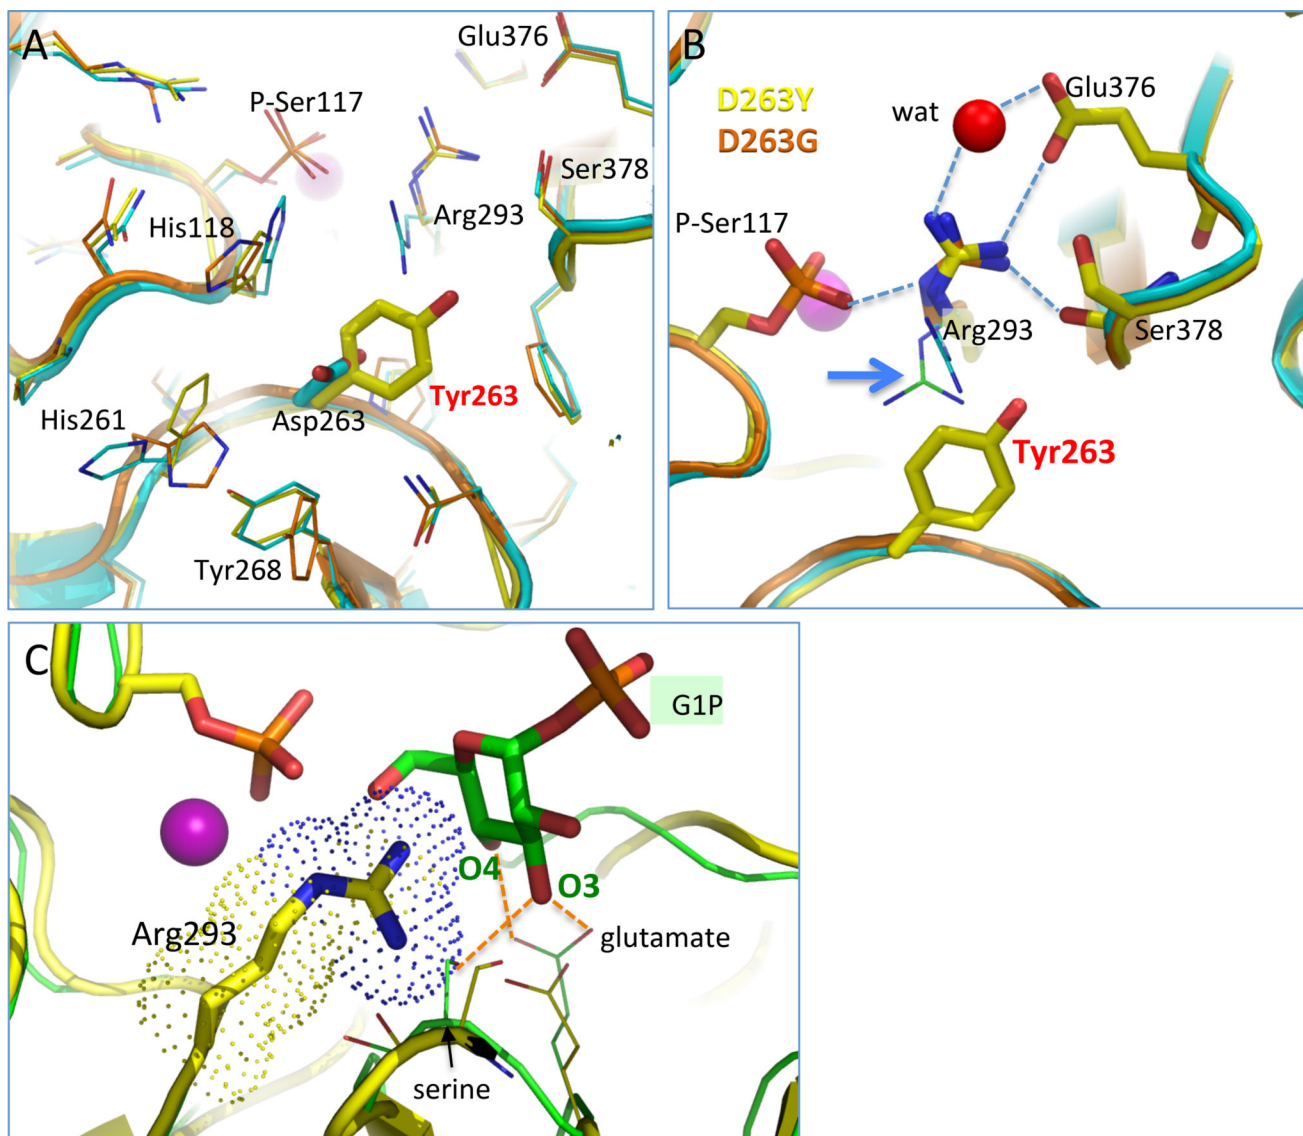 A
Glu376
P-Ser117
Ser378
His118
Arg293
Tyr263
His261
Asp263
Tyr268
B
D263Y
D263G
wat
Glu376
P-Ser117
Arg293
Ser378
Tyr263
C
G1P
O4
O3
Arg293
glutamate
serine